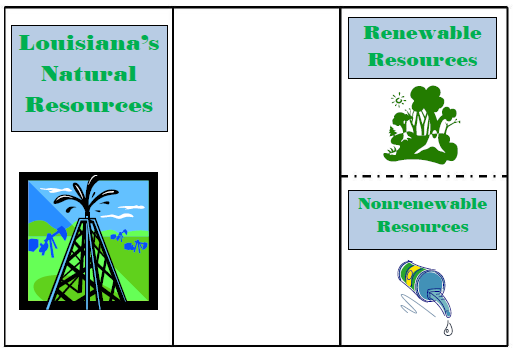 Louisiana's
Natural
Resources
Renewable
Resources
Nonrenewable
Resources